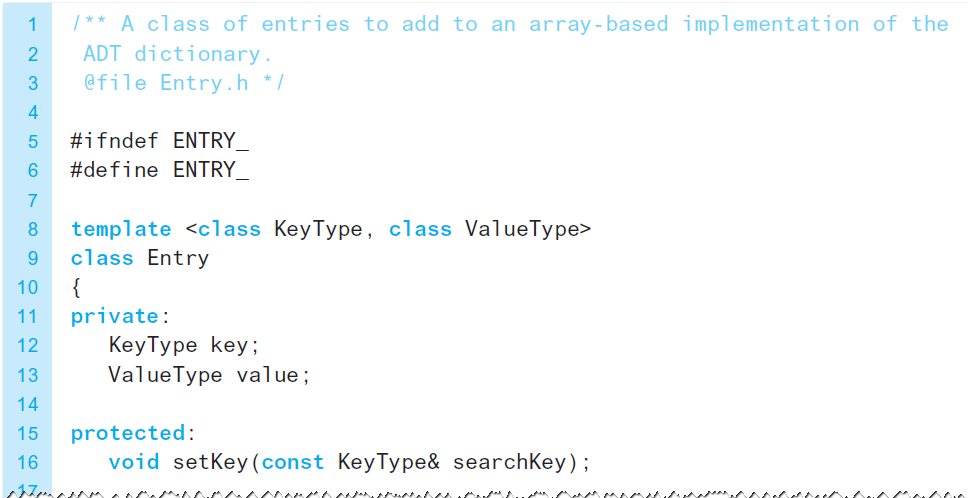 1 /** A class of entries to add to an array-based implementation of the
2 ADT dictionary.
3 @file Entry.h */
4
5 #ifndef ENTRY_
6 #define ENTRY_
7
8 template <class KeyType, class ValueType>
9 class Entry
10 {
11 private:
12 KeyType key;
13 ValueType value;
14
15 protected:
16 void setKey(const KeyType& searchKey);
17